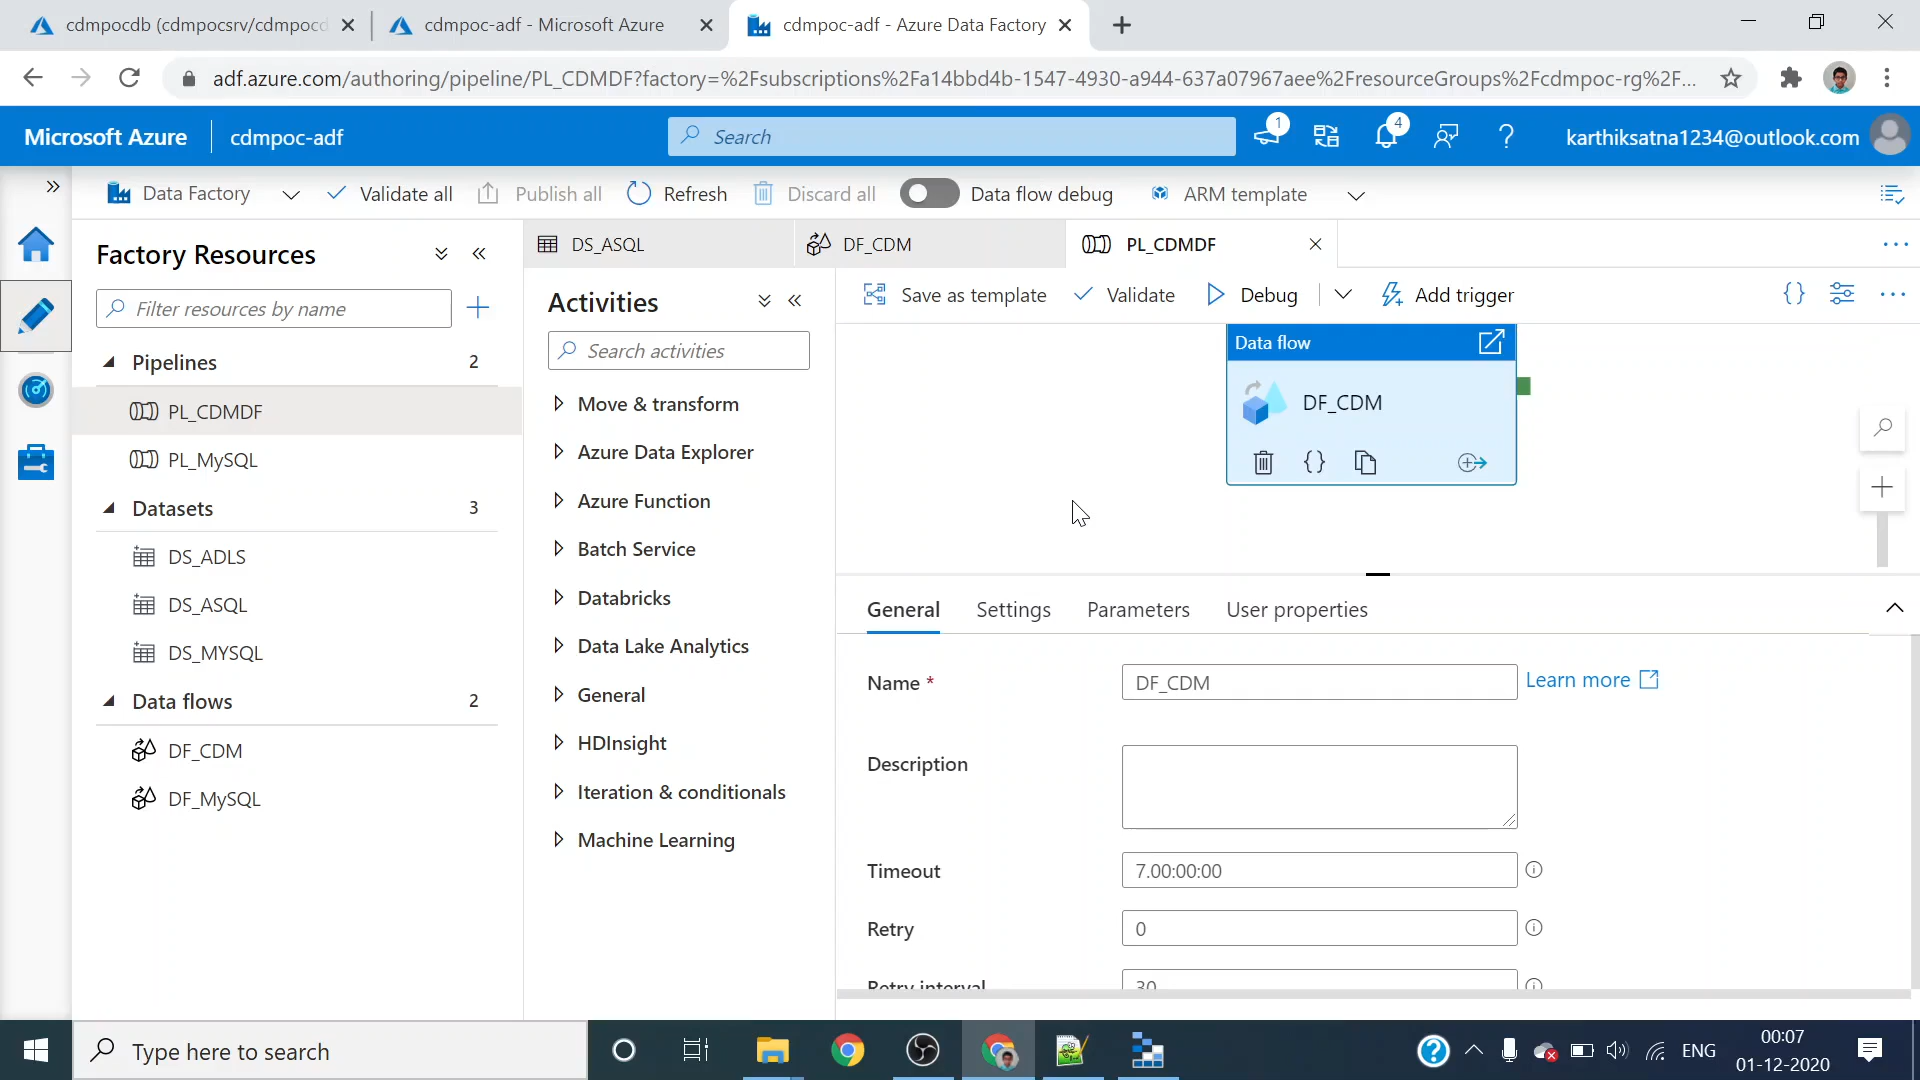 cdmpocdb (cdmpocsrv/cdmpocd
cdmpoc-adf - Microsoft Azure
cdmpoc-adf - Azure Data Factory
adf.azure.com/authoring/pipeline/PL_CDMDF?factory=%2Fsubscriptions%2Fa14bbd4b-1547-4930-a944-637a07967aee%2FresourceGroups%2Fcdmpoc-rg%2F...
Microsoft Azure
cdmpoc-adf
Search
1
4
karthiksatna1234@outlook.com
Data Factory
Validate all
Publish all
Refresh
Discard all
Data flow debug
ARM template
Factory Resources
Filter resources by name
Pipelines 2
PL_CDMDF
PL_MySQL
Datasets 3
DS_ADLS
DS_ASQL
DS_MYSQL
Data flows 2
DF_CDM
DF_MySQL
DS_ASQL
DF_CDM
PL_CDMDF
Activities
Search activities
Move & transform
Azure Data Explorer
Azure Function
Batch Service
Databricks
Data Lake Analytics
General
HDInsight
Iteration & conditionals
Machine Learning
Save as template
Validate
Debug
Add trigger
Data flow
DF_CDM
General
Settings
Parameters
User properties
Name *
DF_CDM
Learn more
Description
Timeout
7.00:00:00
Retry
0
Retry interval
30
Type here to search
ENG
00:07
01-12-2020